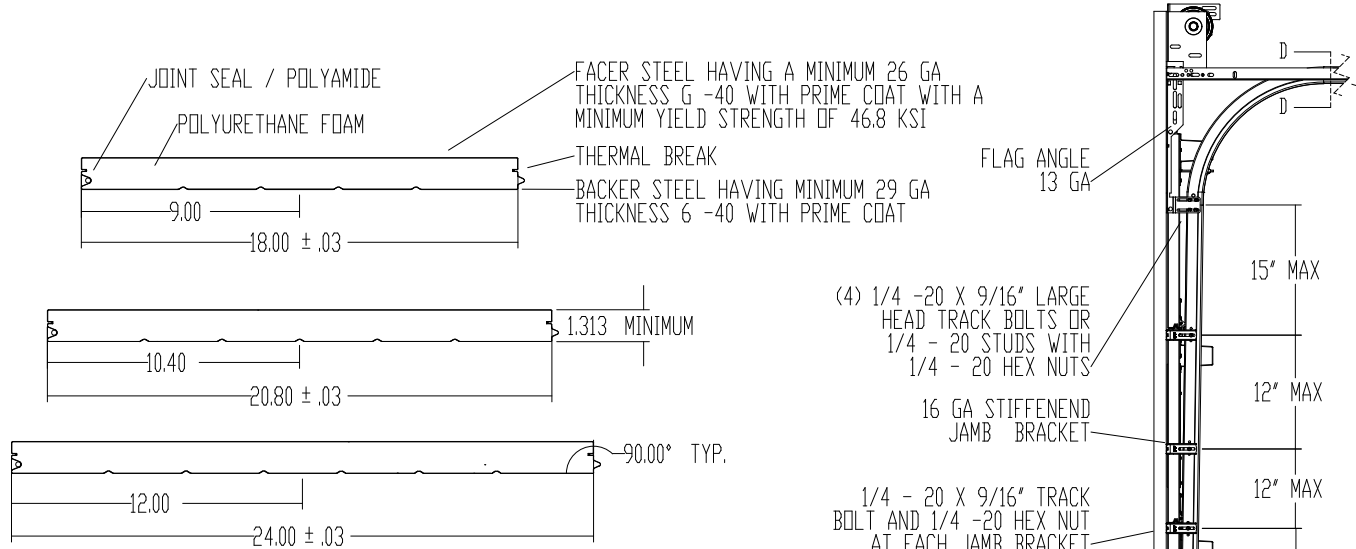 JOINT SEAL / POLYAMIDE
POLYURETHANE FOAM
FACER STEEL HAVING A MINIMUM 26 GA
THICKNESS G -40 WITH PRIME COAT WITH A
MINIMUM YIELD STRENGTH OF 46.8 KSI
THERMAL BREAK
BACKER STEEL HAVING MINIMUM 29 GA
THICKNESS 6 -40 WITH PRIME COAT
9.00
18.00 ± .03
1.313 MINIMUM
10.40
20.80 ± .03
90.00° TYP.
12.00
24.00 ± .03
D
D
FLAG ANGLE
13 GA
15" MAX
(4) 1/4 -20 X 9/16" LARGE
HEAD TRACK BOLTS OR
1/4 - 20 STUDS WITH
1/4 - 20 HEX NUTS
12" MAX
16 GA STIFFENEND
JAMB BRACKET
12" MAX
1/4 - 20 X 9/16" TRACK
BOLT AND 1/4 -20 HEX NUT
AT EACH JAMB BRACKET